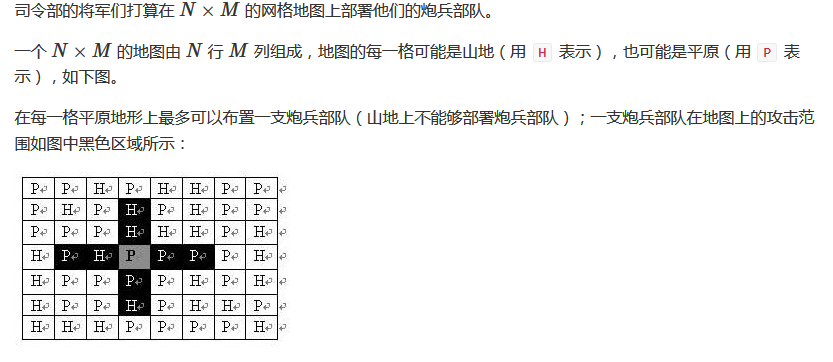 司令部的将军们打算在 N × M 的网格地图上部署他们的炮兵部队。
一个 N × M 的地图由 N 行 M 列组成，地图的每一格可能是山地（用 H 表示），也可能是平原（用 P 表
示），如下图。
在每一格平原地形上最多可以布置一支炮兵部队（山地上不能够部署炮兵部队）；一支炮兵部队在地图上的攻击范
围如图中黑色区域所示：
P P H P H H P P
P H P H P H P P
P P P H H H P H
H P H P P P P H
H P P P P H P H
H P P H P H H P
H H H P P P P H